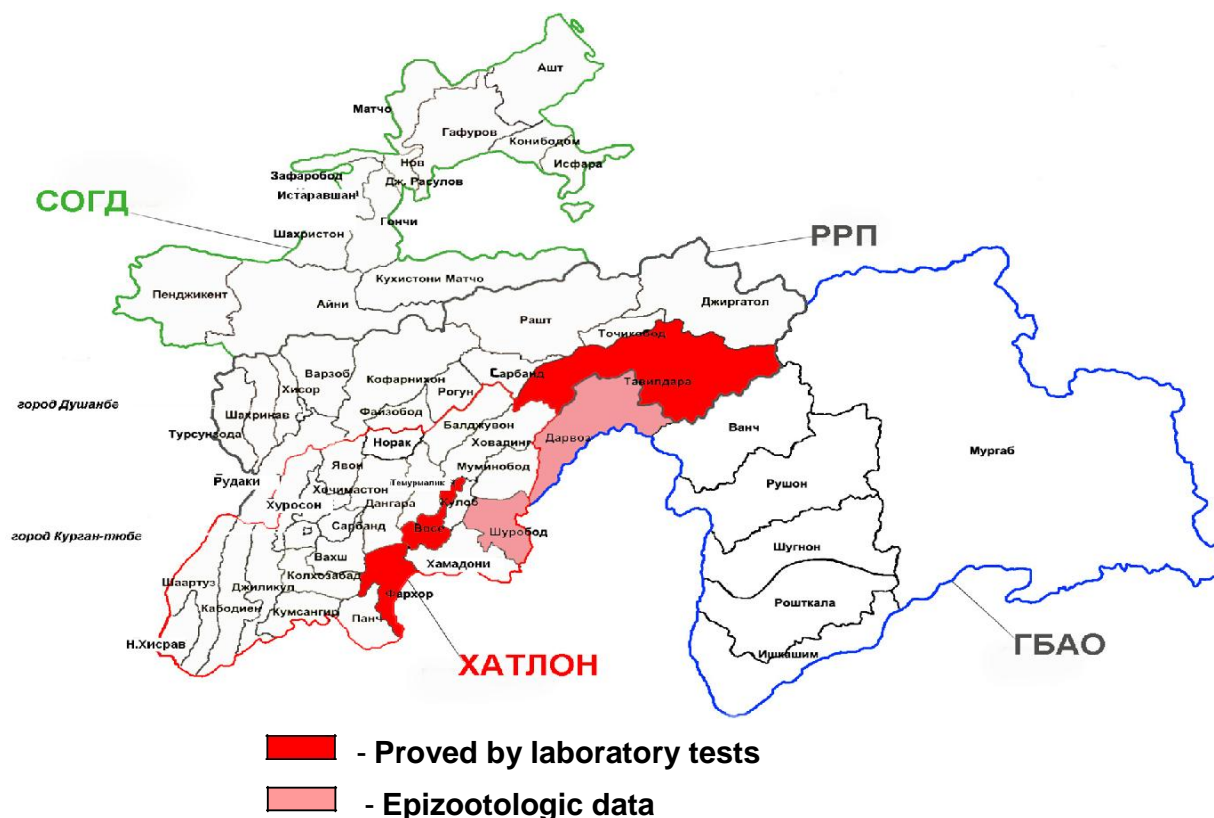 Ашт
Матчо
Гафуров
Конибодом
Исфара
Нов
Зафаробод
Дж. Расулов
Истаравшан
СОГД
Гончи
Шахристон
РРП
Кухистони Матчо
Пенджикент
Айни
Джиргатол
Рашт
Точикобод
Варзоб
Сарбанд
Тавилдара
Кофарнихон
Рогун
Хисор
город Душанбе
Файзобод
Шахринав
Балджувон
Турсунзода
Ванч
Норак
Ховалинг
Дарвоз
Мургаб
Явон
Муминобод
Рудаки
Темурмалик
Рушон
Хочимастон
Дангара
Кулоб
Хуросон
Сарбанд
Восе
Шуробод
город Курган-тюбе
Шугнон
Вахш
Хамадони
Колхозабад
Шаартуз
Джиликул
Фархор
Рошткала
Кабодиен
Кумсангир
Панч
Н.Хисрав
ГБАО
Ишкашим
ХАТЛОН
- Proved by laboratory tests
- Epizootologic data